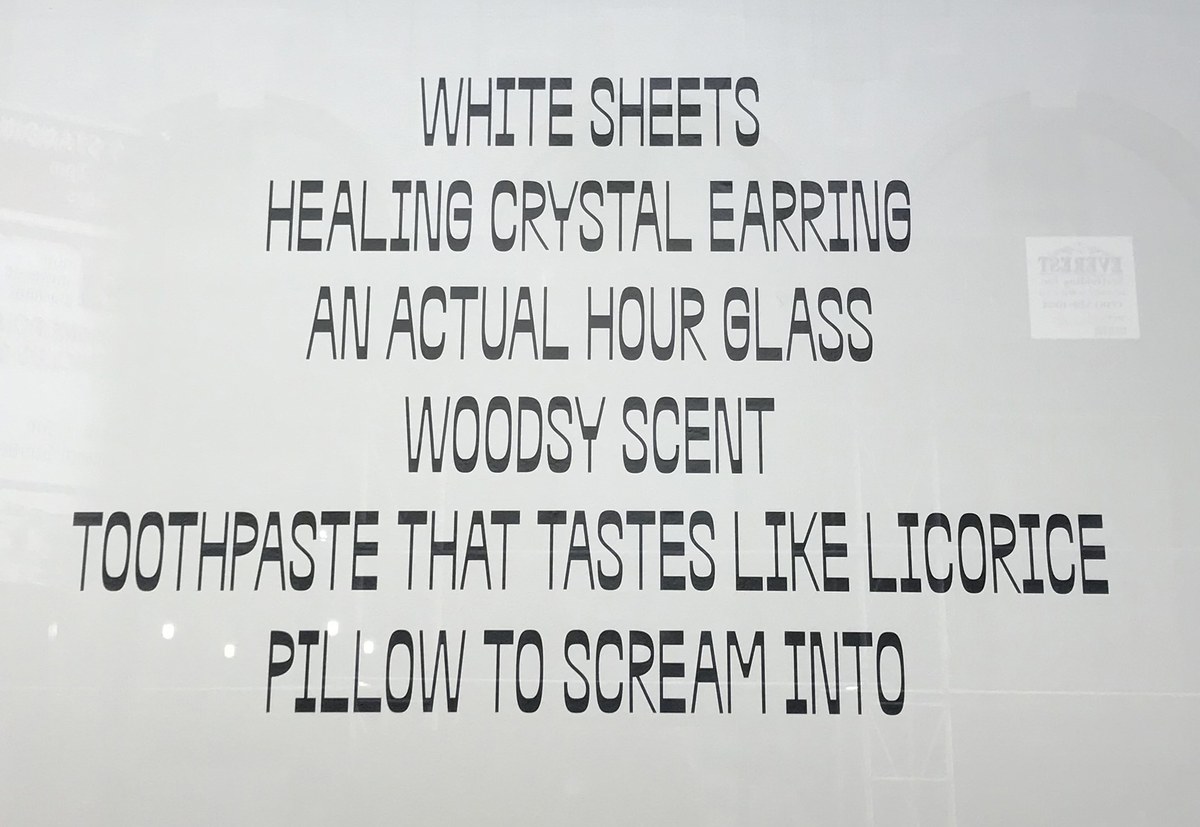 WHITE SHEETS
HEALING CRYSTAL EARRING
AN ACTUAL HOUR GLASS
WOODSY SCENT
TOOTHPASTE THAT TASTES LIKE LICORICE
PILLOW TO SCREAM INTO
EVEREST